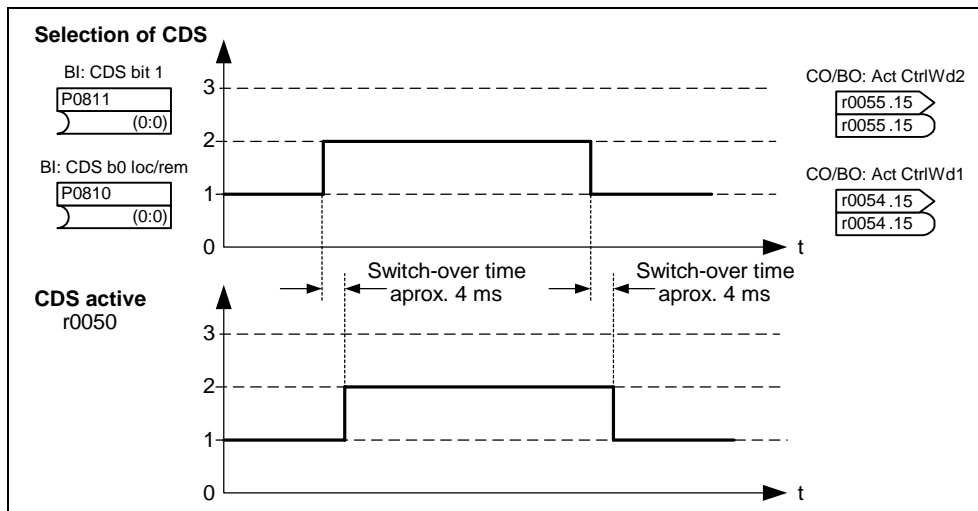 Selection of CDS
BI: CDS bit 1
P0811
(0:0)
BI: CDS b0 loc/rem
P0810
(0:0)
3
2
1
0
t
CO/BO: Act CtrlWd2
r0055 .15
r0055 .15
CO/BO: Act CtrlWd1
r0054 .15
r0054 .15
Switch-over time
aprox. 4 ms
Switch-over time
aprox. 4 ms
CDS active
r0050
3
2
1
0
t